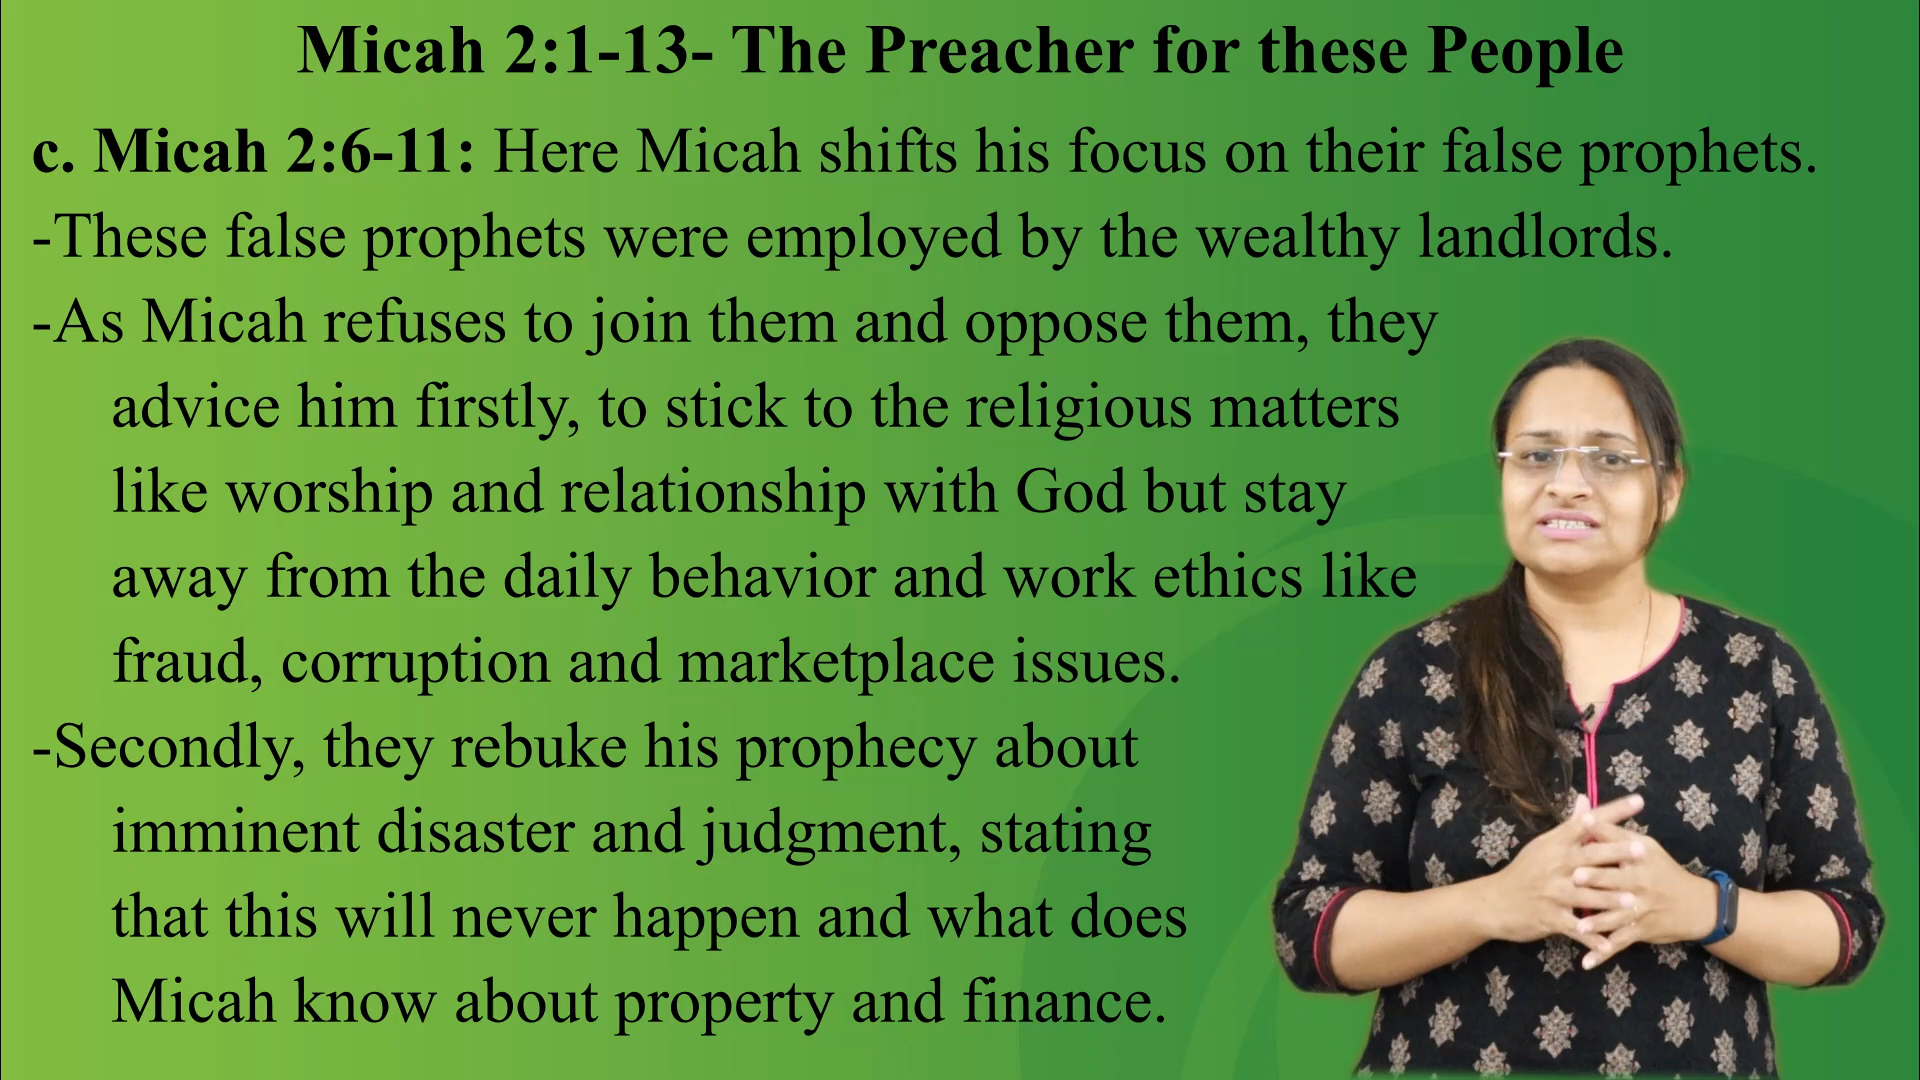 Micah 2:1-13- The Preacher for these People
c. Micah 2:6-11: Here Micah shifts his focus on their false prophets.
-These false prophets were employed by the wealthy landlords.
-As Micah refuses to join them and oppose them, they
advice him firstly, to stick to the religious matters
like worship and relationship with God but stay
away from the daily behavior and work ethics like
fraud, corruption and marketplace issues.
-Secondly, they rebuke his prophecy about
imminent disaster and judgment, stating
that this will never happen and what does
Micah know about property and finance.